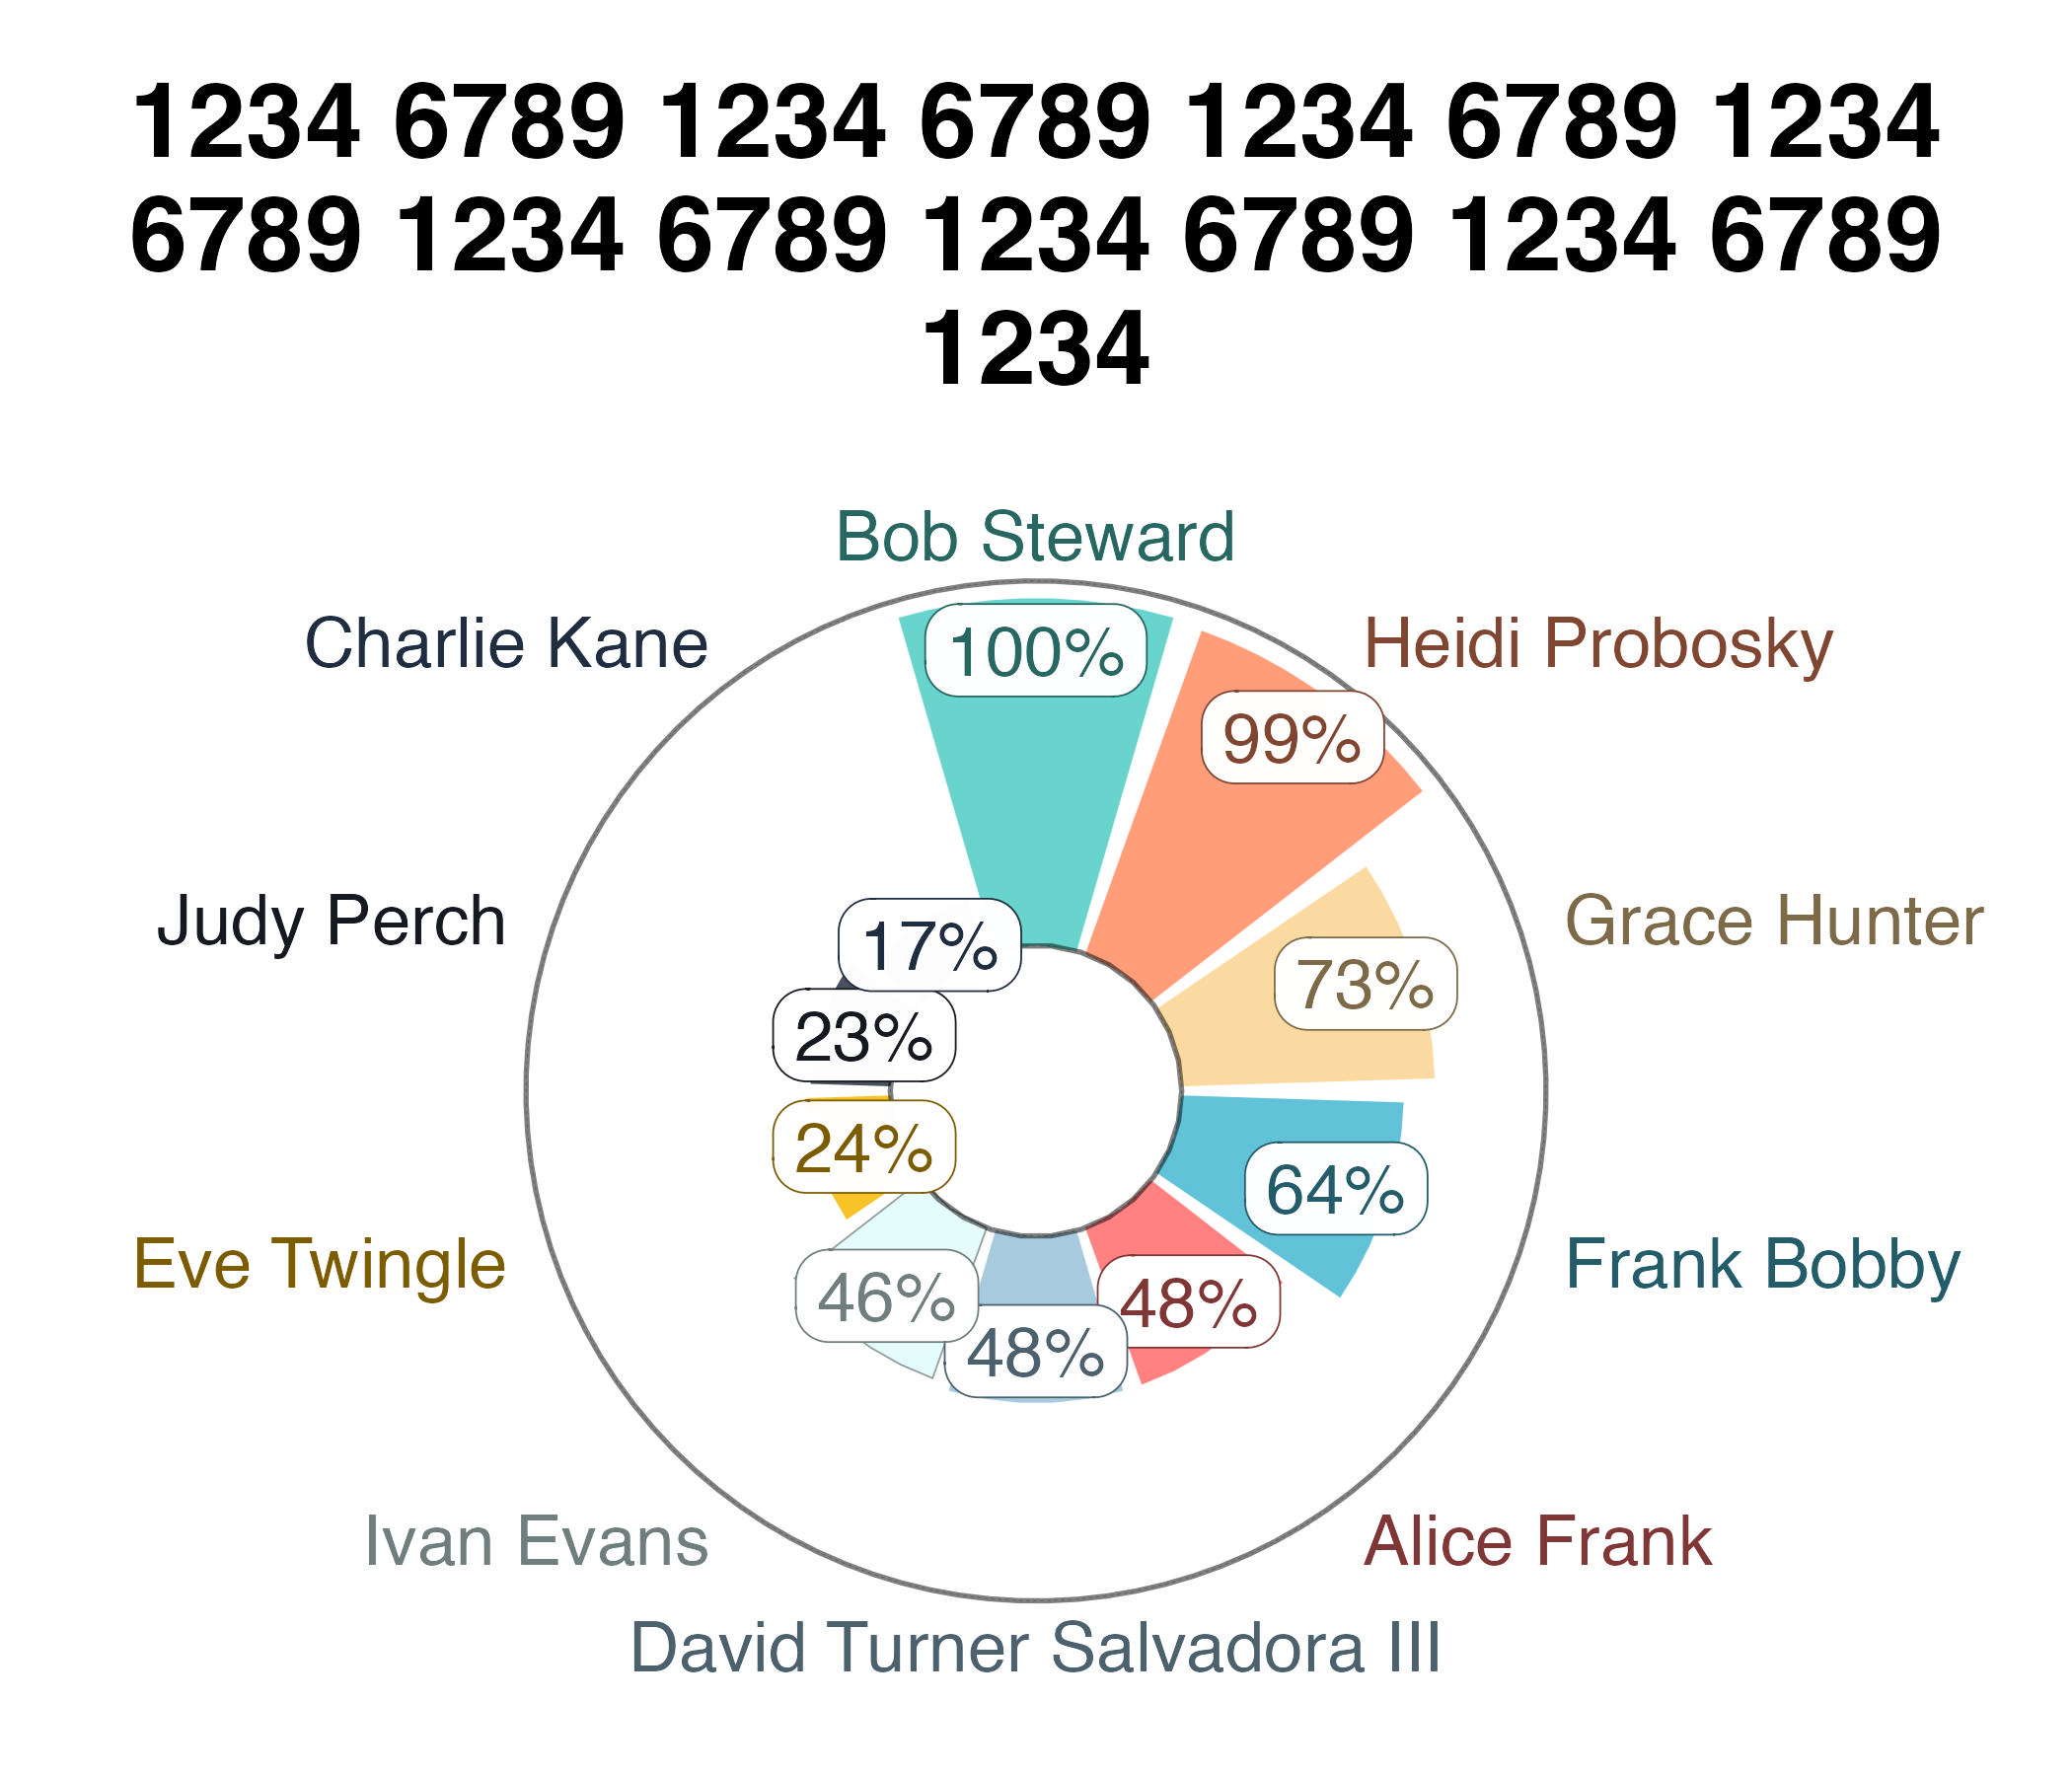 1234 6789 1234 6789 1234 6789 1234
6789 1234 6789 1234 6789 1234 6789
1234
Bob Steward
Charlie Kane
Heidi Probosky
100%
99%
Judy Perch
Grace Hunter
17%
73%
23%
24%
64%
Eve Twingle
Frank Bobby
46%
48%
48%
Ivan Evans
Alice Frank
David Turner Salvadora III